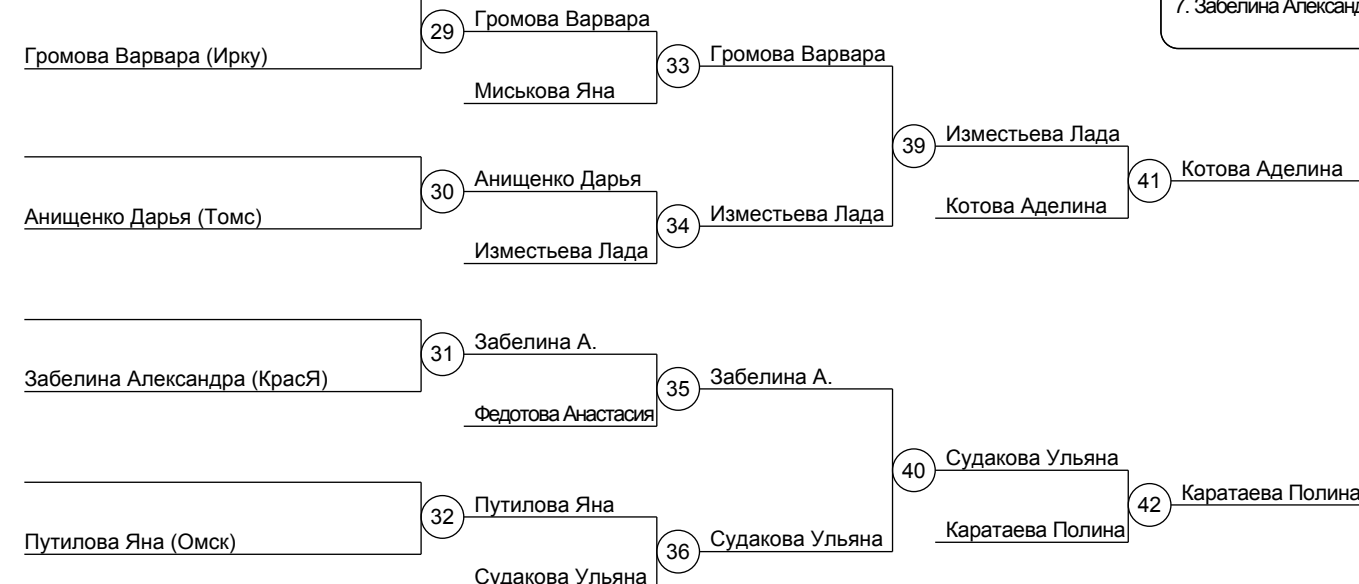 7. Забелина Александ
Громова Варвара
29
Громова Варвара (Ирку)
Громова Варвара
33
Миськова Яна
Изместьева Лада
39
Анищенко Дарья
30
Котова Аделина
41
Анищенко Дарья (Томс)
Изместьева Лада
34
Котова Аделина
Изместьева Лада
Забелина А.
31
Забелина Александра (КрасЯ)
Забелина А.
35
Федотова Анастасия
Судакова Ульяна
40
Путилова Яна
32
Каратаева Полина
42
Путилова Яна (Омск)
Судакова Ульяна
36
Каратаева Полина
Судакова Ульяна